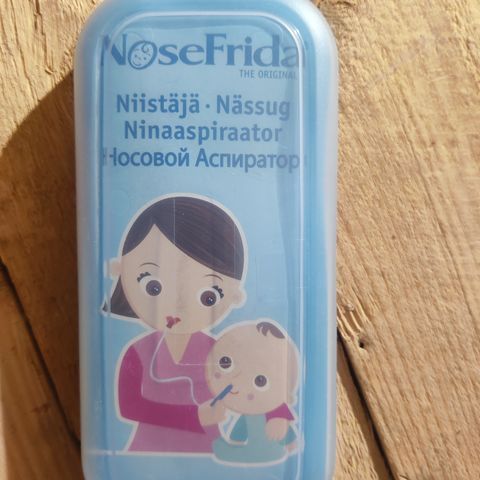 NoseFrida
THE ORIGINAL
Niistäjä · Nässug
Ninaaspiraator
Носовой Аспиратор